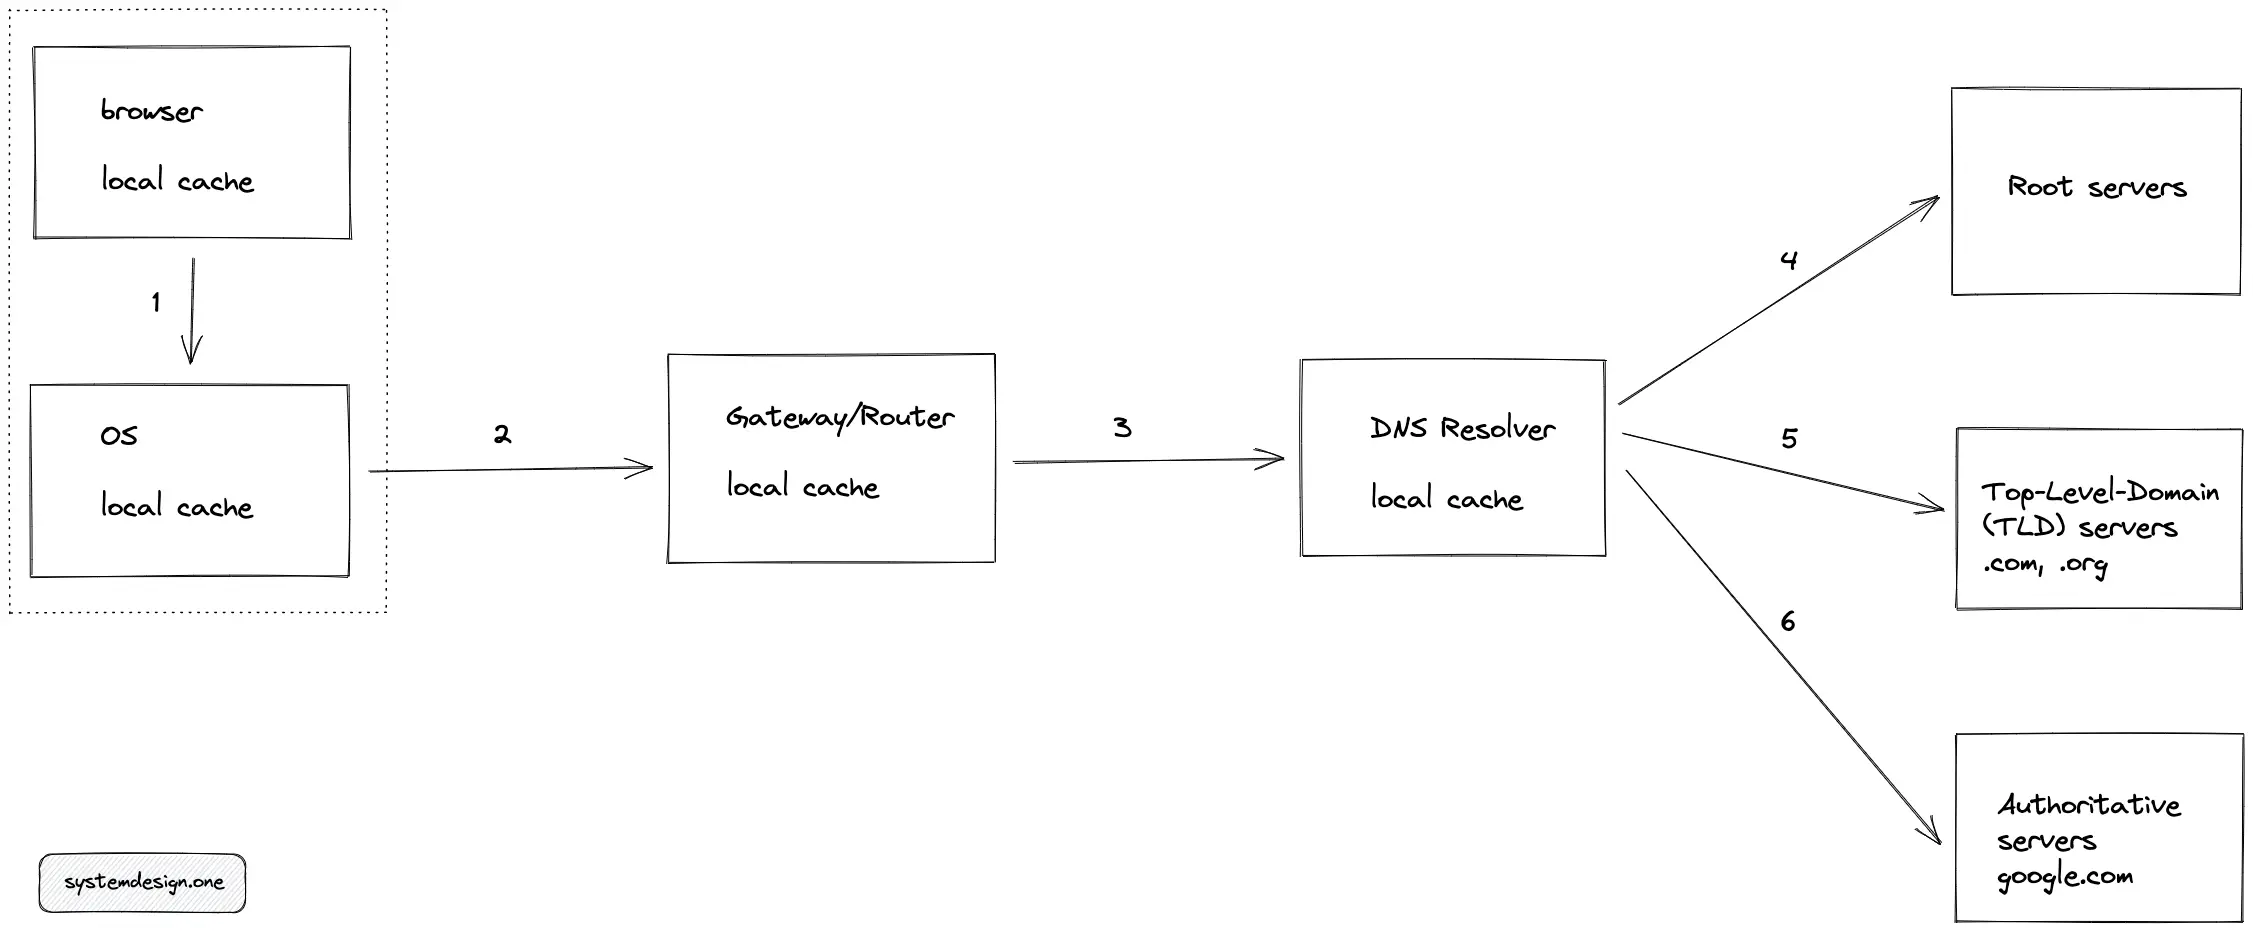 browser
local cache
1
OS
local cache
2
Gateway/Router
local cache
3
DNS Resolver
local cache
4
Root servers
5
Top-Level-Domain
(TLD) servers
.com, .org
6
Authoritative
servers
google.com
systemdesign.one